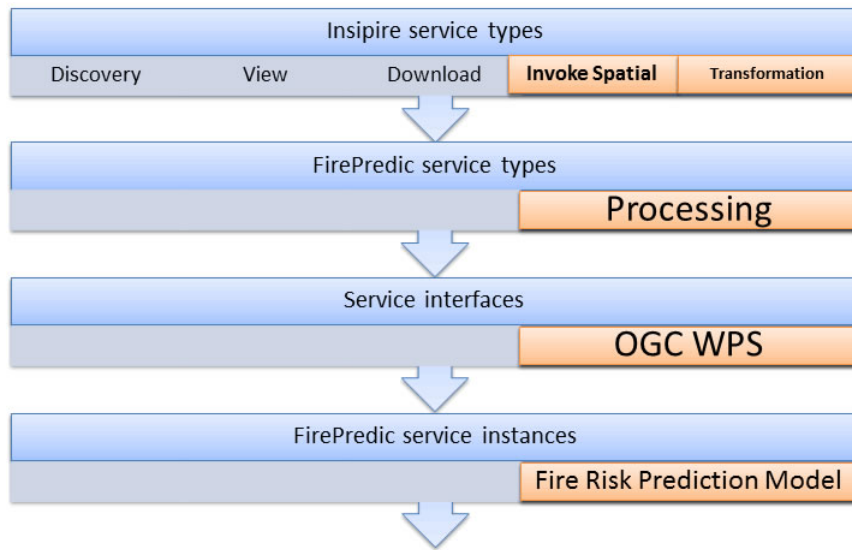 Insipire service types
Discovery View Download Invoke Spatial Transformation
FirePredic service types
Processing
Service interfaces
OGC WPS
FirePredic service instances
Fire Risk Prediction Model